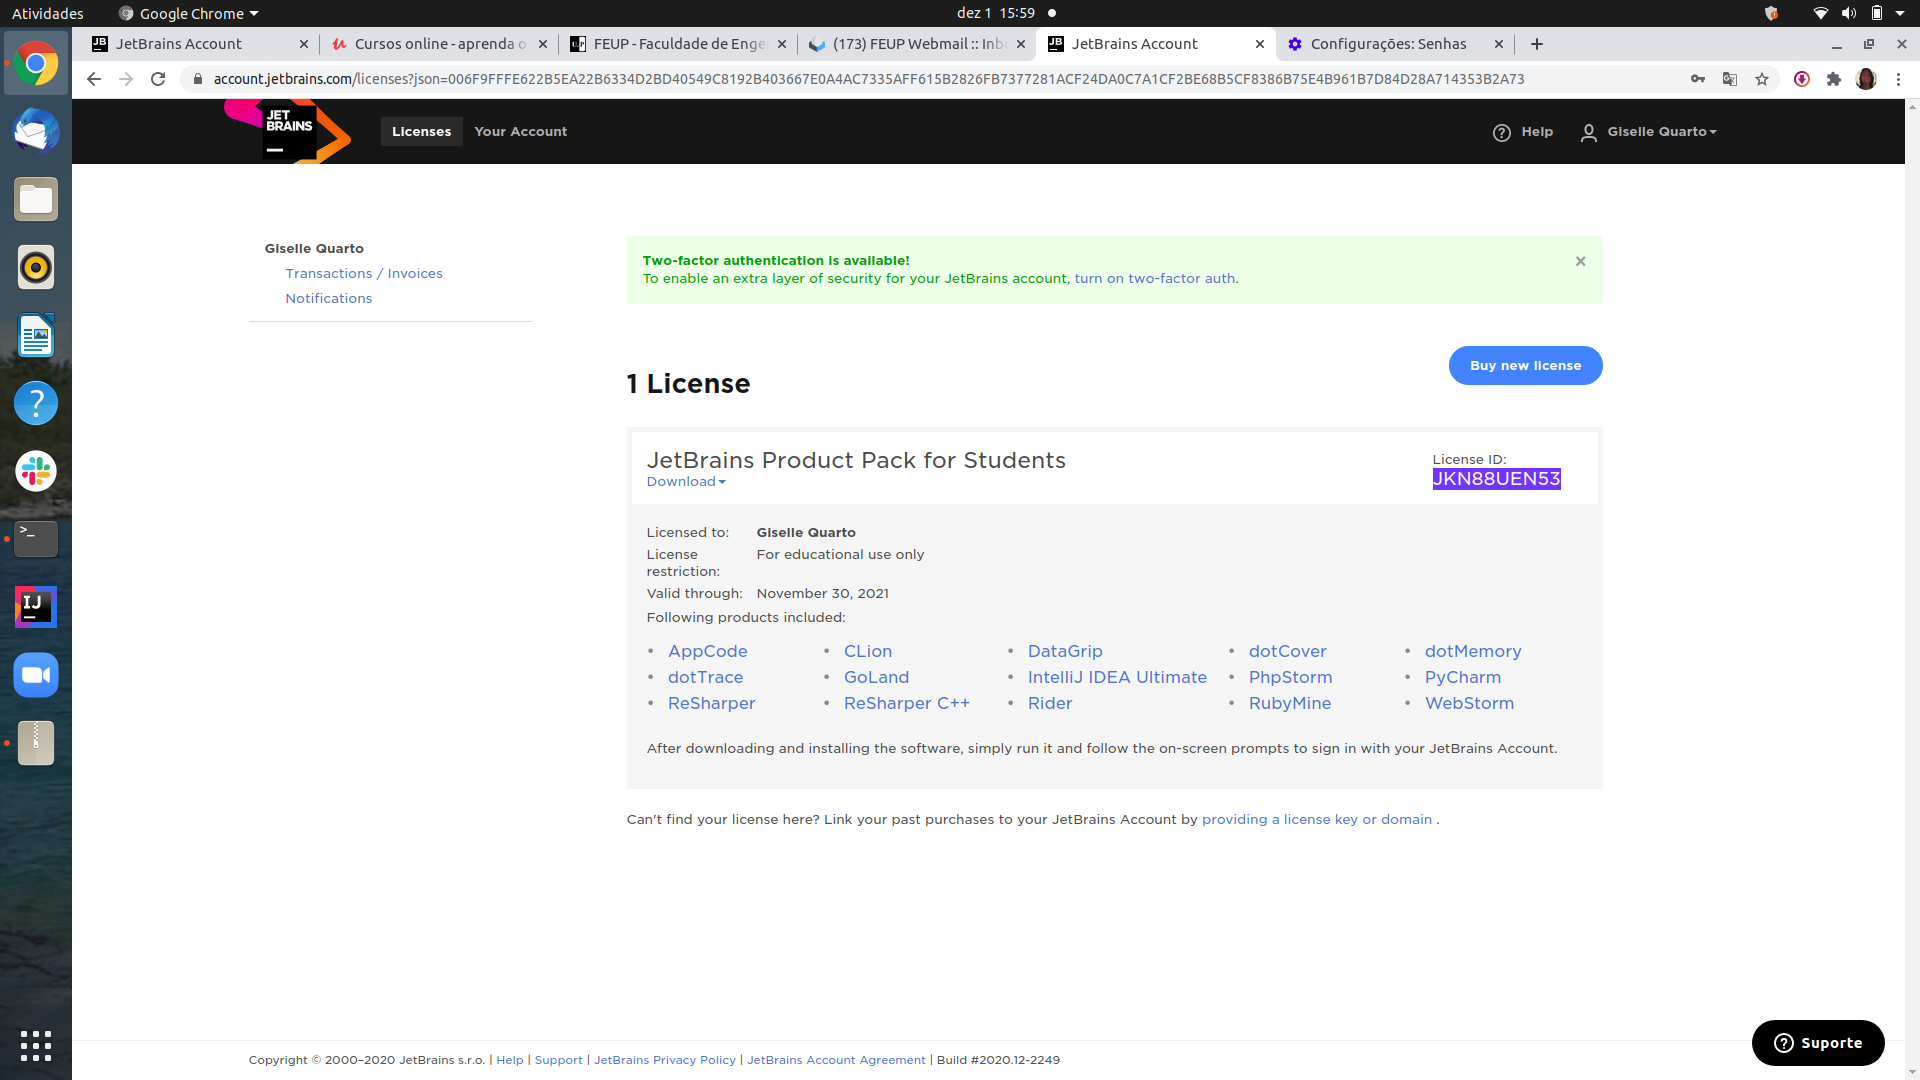 Atividades
Google Chrome
dez 1 15:59
JetBrains Account
Cursos online - aprenda o
FEUP - Faculdade de Enge
(173) FEUP Webmail :: Inb
JetBrains Account
Configurações: Senhas
account.jetbrains.com/licenses?json=006F9FFFE622B5EA22B6334D2BD40549C8192B403667E0A4AC7335AFF615B2826FB7377281ACF24DA0C7A1CF2BE68B5CF8386B75E4B961B7D84D28A714353B2A73
JET
BRAINS
Licenses
Your Account
Help
Giselle Quarto
Giselle Quarto
Transactions / Invoices
Notifications
Two-factor authentication is available!
To enable an extra layer of security for your JetBrains account, turn on two-factor auth.
1 License
Buy new license
JetBrains Product Pack for Students
Download
License ID:
JKN88UEN53
Licensed to: Giselle Quarto
License restriction: For educational use only
Valid through: November 30, 2021
Following products included:
• AppCode • CLion • DataGrip • dotCover • dotMemory
• dotTrace • GoLand • IntelliJ IDEA Ultimate • PhpStorm • PyCharm
• ReSharper • ReSharper C++ • Rider • RubyMine • WebStorm
After downloading and installing the software, simply run it and follow the on-screen prompts to sign in with your JetBrains Account.
Can't find your license here? Link your past purchases to your JetBrains Account by providing a license key or domain .
Copyright © 2000–2020 JetBrains s.r.o. | Help | Support | JetBrains Privacy Policy | JetBrains Account Agreement | Build #2020.12-2249
Suporte